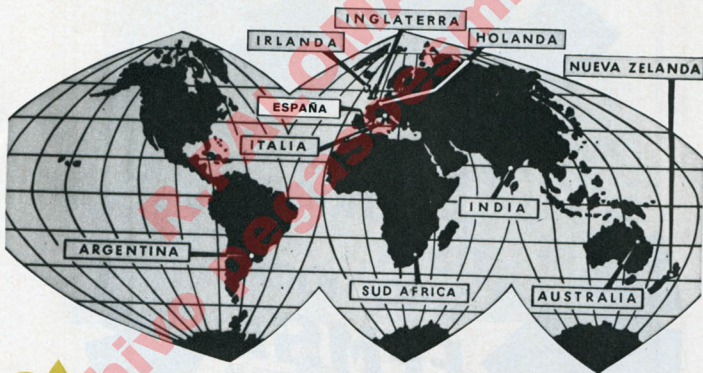 INGLATERRA
IRLANDA
HOLANDA
NUEVA ZELANDA
ESPAÑA
ITALIA
INDIA
ARGENTINA
SUD AFRICA
AUSTRALIA